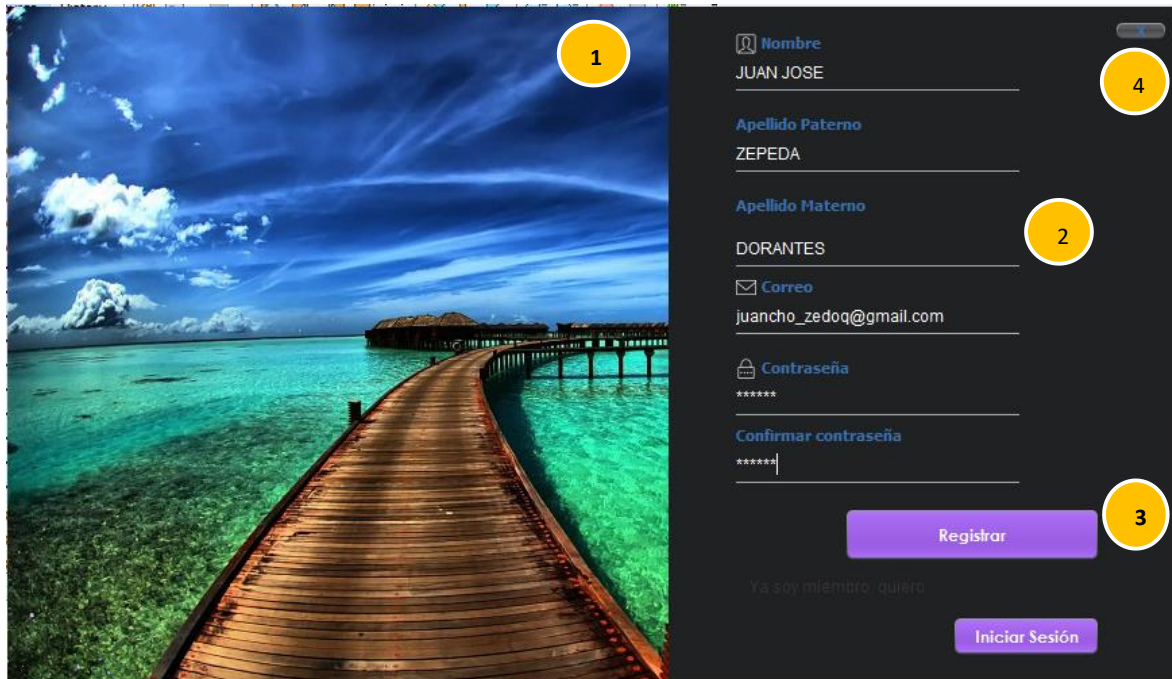 1
Nombre
X
JUAN JOSE
4
Apellido Paterno
ZEPEDA
Apellido Materno
2
DORANTES
Correo
juancho_zedoq@gmail.com
Contraseña
******
Confirmar contraseña
******
3
Registrar
Ya soy miembro, quiero
Iniciar Sesión